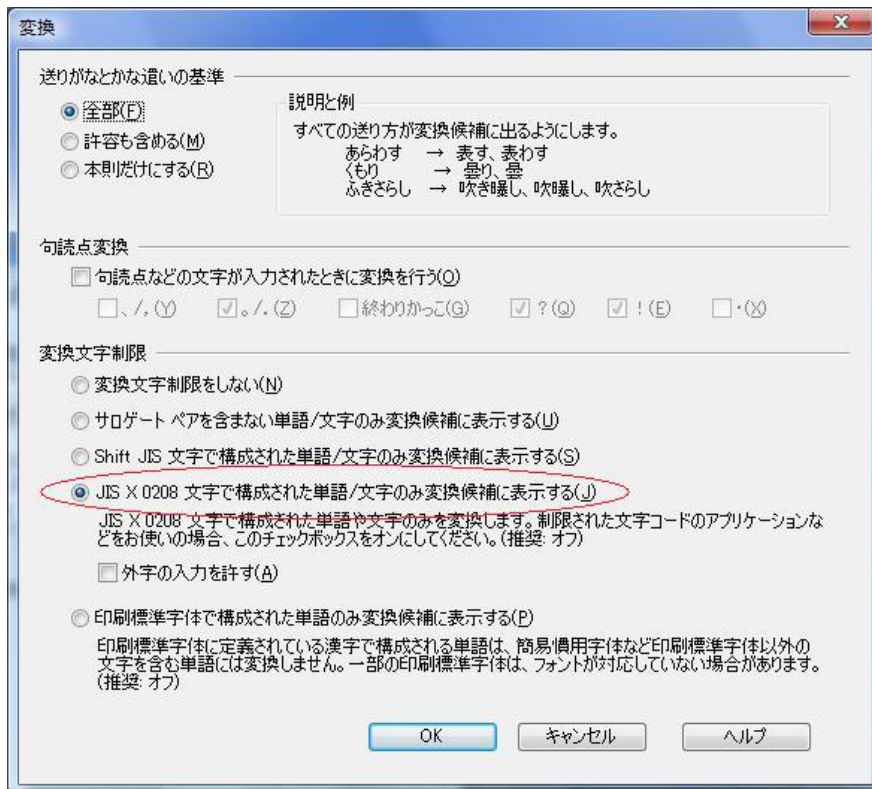 変換
送りがなとかな遣いの基準
全部(F)
許容も含める(M)
本則だけにする(R)
説明と例
すべての送り方が変換候補に出るようにします。
あらわす → 表す、表わす
くもり → 曇り、曇
ふきさらし → 吹き曝し、吹曝し、吹さらし
句読点変換
句読点などの文字が入力されたときに変換を行う(O)
、/,(Y) 。/.(Z) 終わりかっこ(G) ?(Q) !(E) ・(X)
変換文字制限
変換文字制限をしない(N)
サロゲート ペアを含まない単語/文字のみ変換候補に表示する(U)
Shift JIS 文字で構成された単語/文字のみ変換候補に表示する(S)
JIS X 0208 文字で構成された単語/文字のみ変換候補に表示する(J)
JIS X 0208 文字で構成された単語や文字のみを変換します。制限された文字コードのアプリケーションな
どをお使いの場合、このチェックボックスをオンにしてください。(推奨: オフ)
外字の入力を許す(A)
印刷標準字体で構成された単語のみ変換候補に表示する(P)
印刷標準字体に定義されている漢字で構成される単語は、簡易慣用字体など印刷標準字体以外の
文字を含む単語には変換しません。一部の印刷標準字体は、フォントが対応していない場合があります。
(推奨: オフ)
OK キャンセル ヘルプ